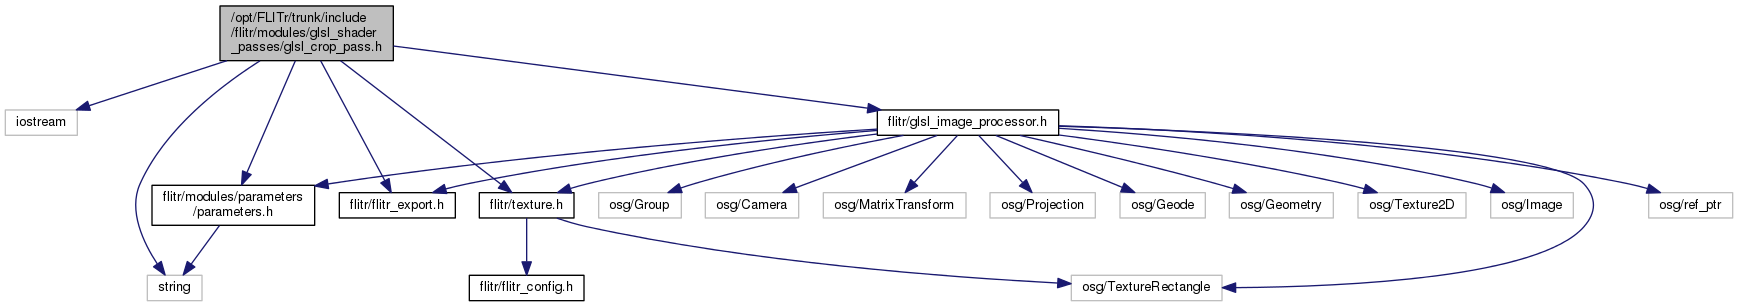 /opt/FLITr/trunk/include
/flitr/modules/glsl_shader
_passes/glsl_crop_pass.h
iostream
flitr/glsl_image_processor.h
flitr/modules/parameters
/parameters.h
flitr/flitr_export.h
flitr/texture.h
osg/Group
osg/Camera
osg/MatrixTransform
osg/Projection
osg/Geode
osg/Geometry
osg/Texture2D
osg/Image
osg/ref_ptr
string
flitr/flitr_config.h
osg/TextureRectangle